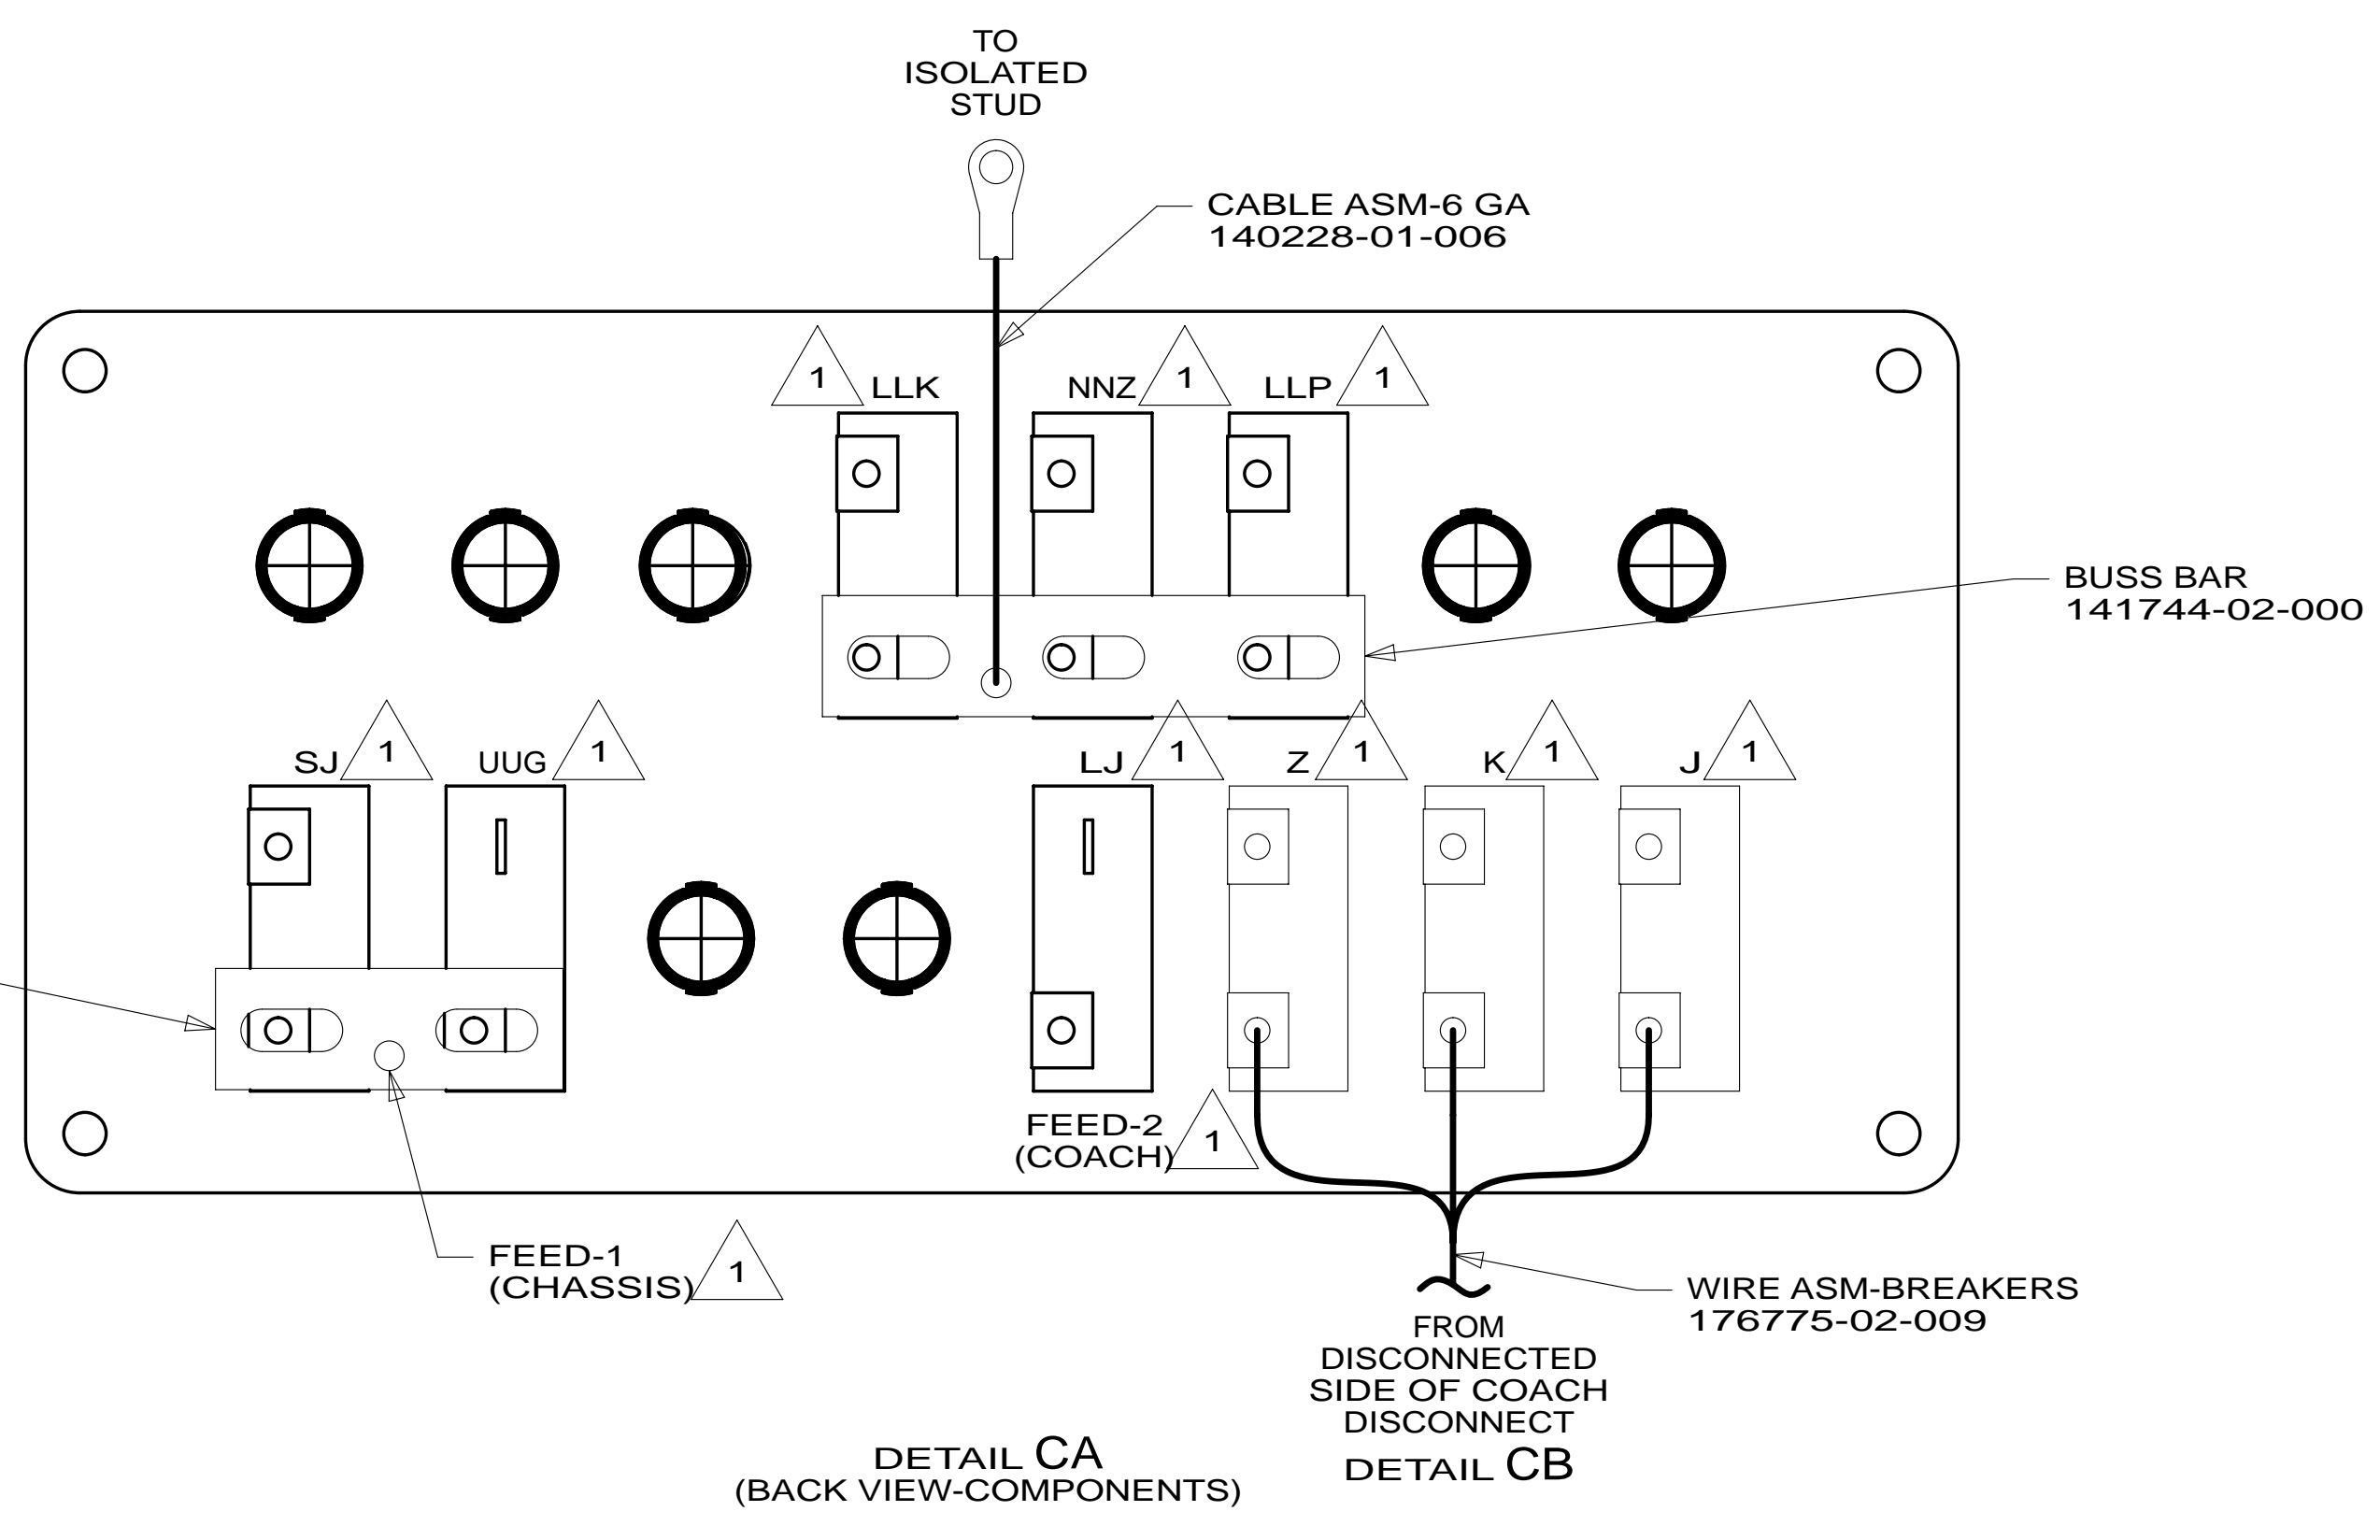 TO
ISOLATED
STUD
CABLE ASM-6 GA
140228-01-006
1
LLK
NNZ
1
LLP
1
BUSS BAR
141744-02-000
SJ
1
UUG
1
LJ
1
Z
1
K
1
J
1
FEED-2
(COACH)
1
FEED-1
(CHASSIS)
1
WIRE ASM-BREAKERS
176775-02-009
FROM
DISCONNECTED
SIDE OF COACH
DISCONNECT
DETAIL CB
DETAIL CA
(BACK VIEW-COMPONENTS)